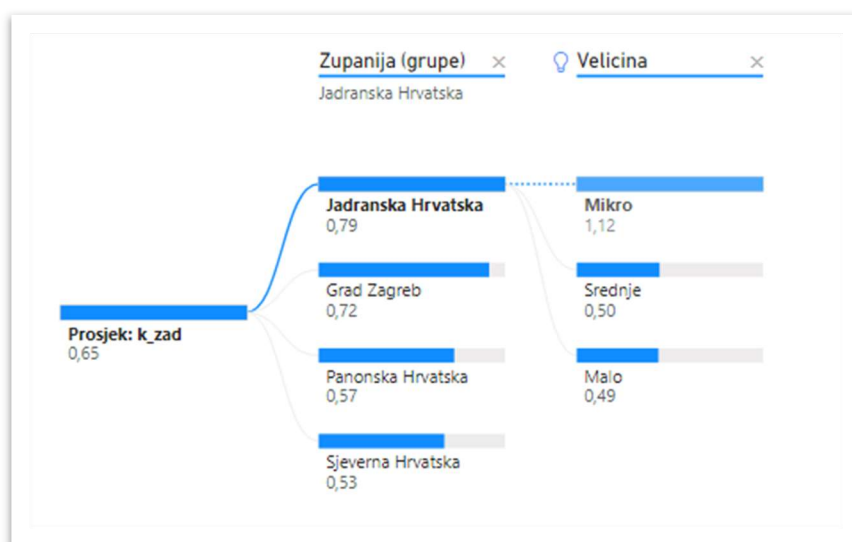 Zupanija (grupe)
Velicina
Jadranska Hrvatska
Jadranska Hrvatska
0,79
Mikro
1,12
Grad Zagreb
0,72
Srednje
0,50
Prosjek: k_zad
0,65
Panonska Hrvatska
0,57
Malo
0,49
Sjeverna Hrvatska
0,53